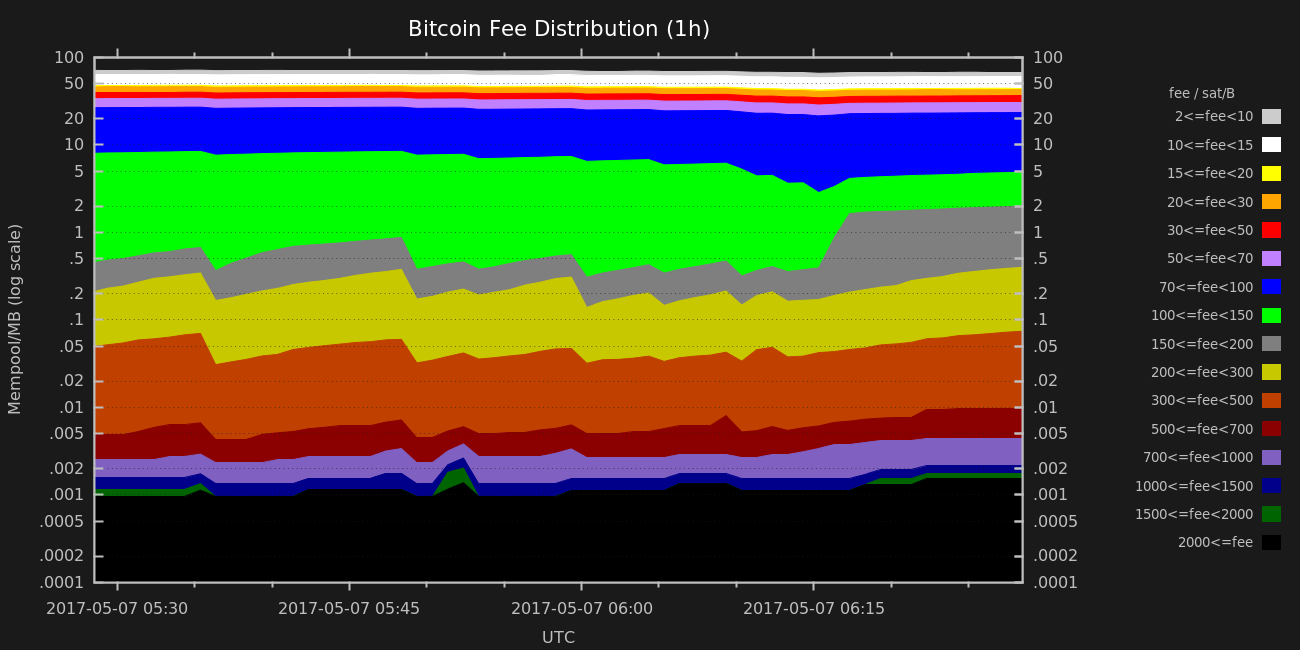 Bitcoin Fee Distribution (1h)
100
50
20
10
5
2
1
.5
.2
.1
.05
.02
.01
.005
.002
.001
.0005
.0002
.0001
Mempool/MB (log scale)
100
50
20
10
5
2
1
.5
.2
.1
.05
.02
.01
.005
.002
.001
.0005
.0002
.0001
2017-05-07 05:30
2017-05-07 05:45
2017-05-07 06:00
2017-05-07 06:15
UTC
fee / sat/B
2<=fee<10
10<=fee<15
15<=fee<20
20<=fee<30
30<=fee<50
50<=fee<70
70<=fee<100
100<=fee<150
150<=fee<200
200<=fee<300
300<=fee<500
500<=fee<700
700<=fee<1000
1000<=fee<1500
1500<=fee<2000
2000<=fee